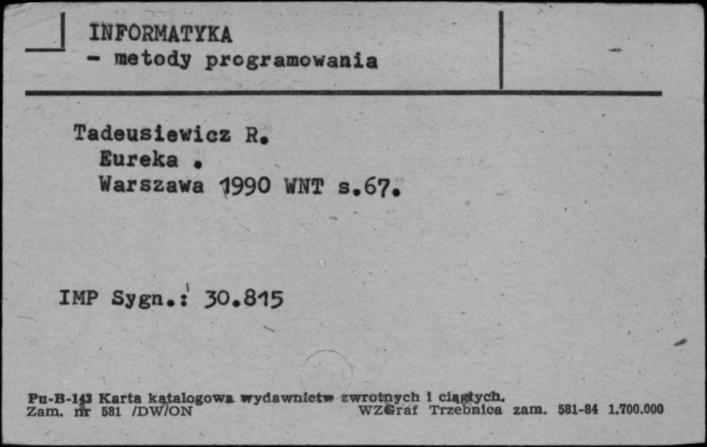 INFORMATYKA
- metody programowania
Tadeusiewicz R.
Eureka .
Warszawa 1990 WNT s.67.
IMP Sygn.: 30.815
Pu-B-143 Karta katalogowa wydawnictw zwrotnych i ciągłych.
Zam. nr 581 /DW/ON WZGraf Trzebnica zam. 581-84 1.700.000